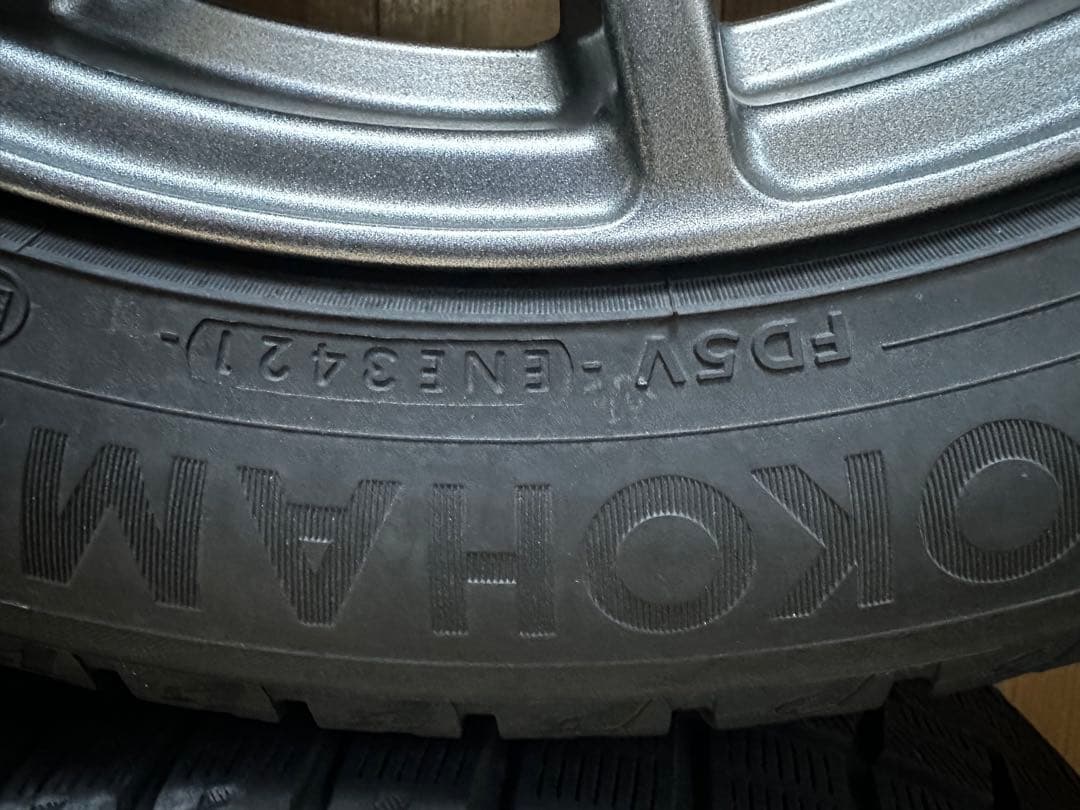 OKOHAM
FD5V - ENE3421 -